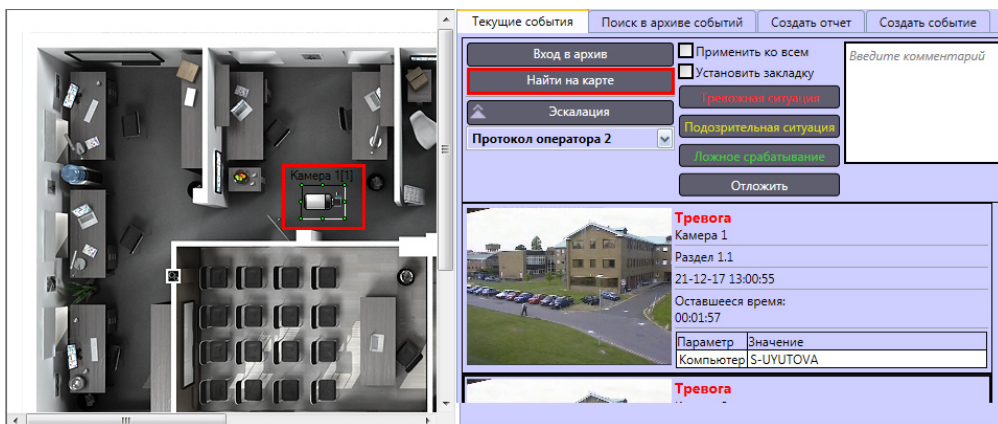 Текущие события
Поиск в архиве событий
Создать отчет
Создать событие
Вход в архив
Применить ко всем
Введите комментарий
Найти на карте
Установить закладку
Тревожная ситуация
Эскалация
Подозрительная ситуация
Протокол оператора 2
Ложное срабатывание
Отложить
Камера 1[1]
Тревога
Камера 1
Раздел 1.1
21-12-17 13:00:55
Оставшееся время:
00:01:57
Параметр Значение
Компьютер S-UYUTOVA
Тревога